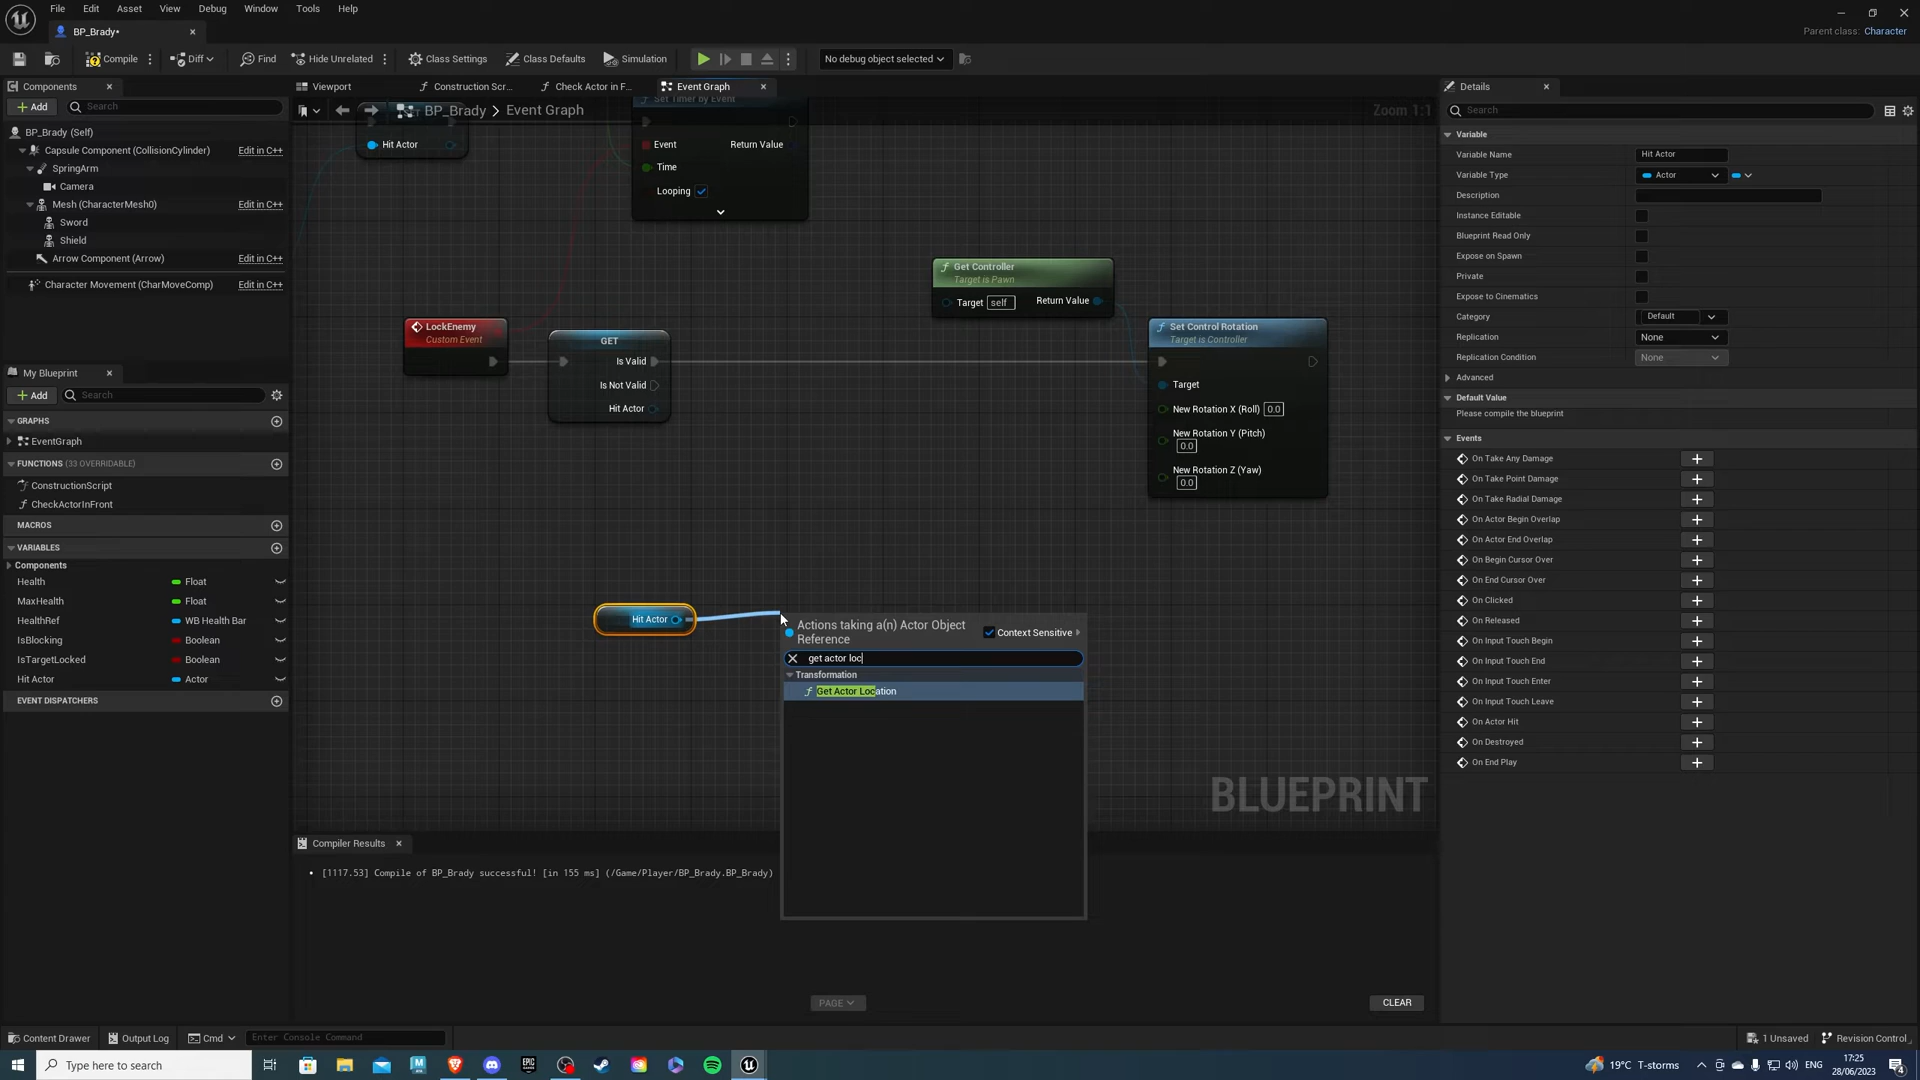 File Edit Asset View Debug Window Tools Help
BP_Brady*
Parent class: Character
Compile Diff Find Hide Unrelated Class Settings Class Defaults Simulation No debug object selected
Components
Add Search
BP_Brady (Self)
Capsule Component (CollisionCylinder) Edit in C++
SpringArm
Camera
Mesh (CharacterMesh0) Edit in C++
Sword
Shield
Arrow Component (Arrow) Edit in C++
Character Movement (CharMoveComp) Edit in C++
My Blueprint
Add Search
GRAPHS
EventGraph
FUNCTIONS (33 OVERRIDABLE)
ConstructionScript
CheckActorInFront
MACROS
VARIABLES
Components
Health Float
MaxHealth Float
HealthRef WB Health Bar
IsBlocking Boolean
IsTargetLocked Boolean
Hit Actor Actor
EVENT DISPATCHERS
Viewport Construction Scr... Check Actor in F... Event Graph
BP_Brady > Event Graph Zoom 1:1
Set Timer by Event
Hit Actor
Event Return Value
Time
Looping
Get Controller
Target is Pawn
Target self Return Value
LockEnemy
Custom Event
GET
Is Valid
Is Not Valid
Hit Actor
Set Control Rotation
Target is Controller
Target
New Rotation X (Roll) 0.0
New Rotation Y (Pitch)
0.0
New Rotation Z (Yaw)
0.0
Hit Actor
Actions taking a(n) Actor Object
Reference
Context Sensitive
get actor loc
Transformation
Get Actor Location
BLUEPRINT
Compiler Results
[1117.53] Compile of BP_Brady successful! [in 155 ms] (/Game/Player/BP_Brady.BP_Brady)
PAGE
CLEAR
Details
Search
Variable
Variable Name Hit Actor
Variable Type Actor
Description
Instance Editable
Blueprint Read Only
Expose on Spawn
Private
Expose to Cinematics
Category Default
Replication None
Replication Condition None
Advanced
Default Value
Please compile the blueprint
Events
On Take Any Damage
On Take Point Damage
On Take Radial Damage
On Actor Begin Overlap
On Actor End Overlap
On Begin Cursor Over
On End Cursor Over
On Clicked
On Released
On Input Touch Begin
On Input Touch End
On Input Touch Enter
On Input Touch Leave
On Actor Hit
On Destroyed
On End Play
Content Drawer Output Log Cmd Enter Console Command 1 Unsaved Revision Control
Type here to search
19°C T-storms ENG
17:25
28/06/2023